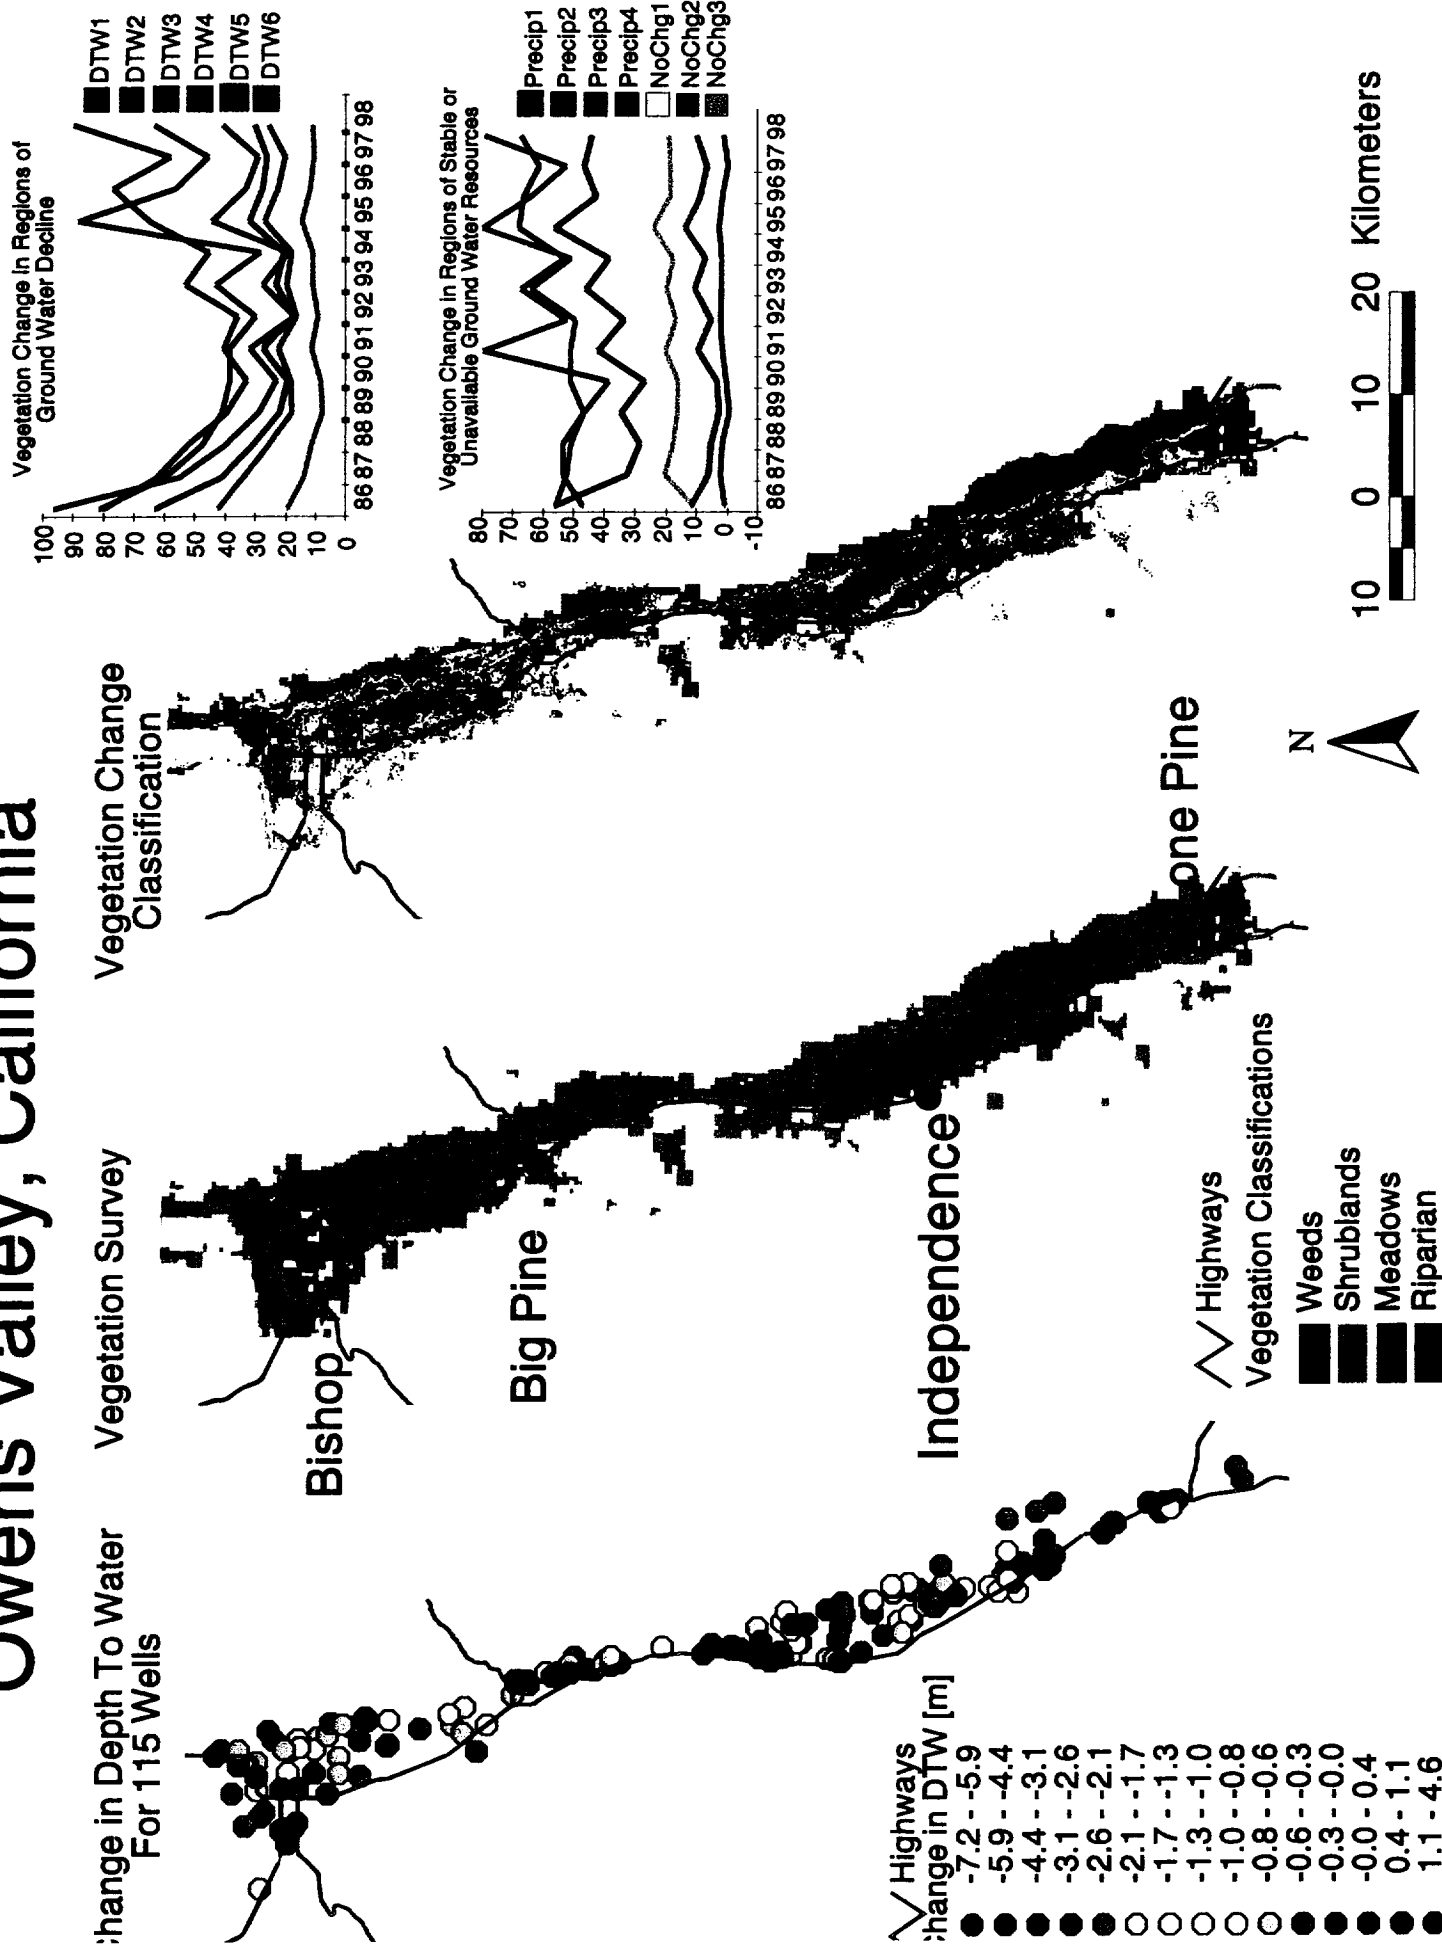 Owens Valley, California
Change in Depth To Water
For 115 Wells
Vegetation Survey
Vegetation Change
Classification
Vegetation Change in Regions of
Ground Water Decline
100
90
80
70
60
50
40
30
20
10
0
86 87 88 89 90 91 92 93 94 95 96 97 98
DTW1
DTW2
DTW3
DTW4
DTW5
DTW6
Vegetation Change in Regions of Stable or
Unavailable Ground Water Resources
80
70
60
50
40
30
20
10
0
-10
86 87 88 89 90 91 92 93 94 95 96 97 98
Precip1
Precip2
Precip3
Precip4
NoChg1
NoChg2
NoChg3
Bishop
Big Pine
Independence
one Pine
Highways
Change in DTW [m]
-7.2 - -5.9
-5.9 - -4.4
-4.4 - -3.1
-3.1 - -2.6
-2.6 - -2.1
-2.1 - -1.7
-1.7 - -1.3
-1.3 - -1.0
-1.0 - -0.8
-0.8 - -0.6
-0.6 - -0.3
-0.3 - -0.0
-0.0 - 0.4
0.4 - 1.1
1.1 - 4.6
Highways
Vegetation Classifications
Weeds
Shrublands
Meadows
Riparian
N
10 0 10 20 Kilometers